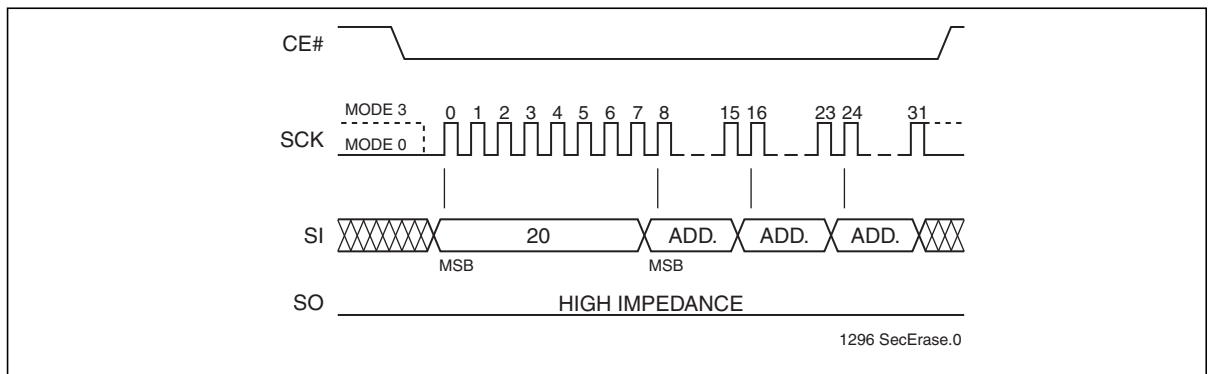 CE#
MODE 3
0 1 2 3 4 5 6 7 8 15 16 23 24 31
SCK
MODE 0
SI 20 ADD. ADD. ADD.
MSB MSB
SO HIGH IMPEDANCE
1296 SecErase.0